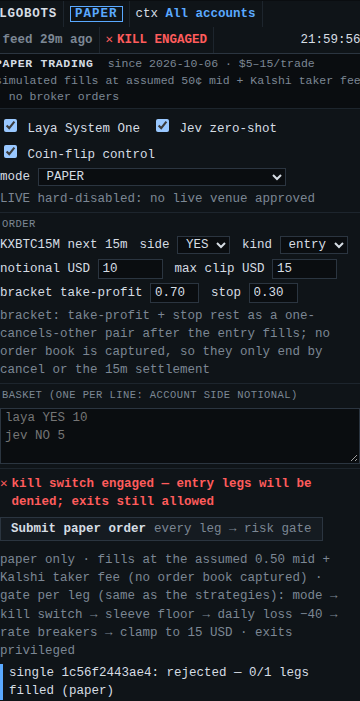 LGOBOTS PAPER ctx All accounts
feed 29m ago × KILL ENGAGED 21:59:56
PAPER TRADING since 2026-10-06 · $5–15/trade
simulated fills at assumed 50¢ mid + Kalshi taker fee
no broker orders
Laya System One Jev zero-shot
Coin-flip control
mode PAPER
LIVE hard-disabled: no live venue approved
ORDER
KXBTC15M next 15m side YES kind entry
notional USD 10 max clip USD 15
bracket take-profit 0.70 stop 0.30
bracket: take-profit + stop rest as a one-
cancels-other pair after the entry fills; no
order book is captured, so they only end by
cancel or the 15m settlement
BASKET (ONE PER LINE: ACCOUNT SIDE NOTIONAL)
laya YES 10
jev NO 5
× kill switch engaged — entry legs will be
denied; exits still allowed
Submit paper order every leg → risk gate
paper only · fills at the assumed 0.50 mid +
Kalshi taker fee (no order book captured) ·
gate per leg (same as the strategies): mode →
kill switch → sleeve floor → daily loss −40 →
rate breakers → clamp to 15 USD · exits
privileged
single 1c56f2443ae4: rejected — 0/1 legs
filled (paper)